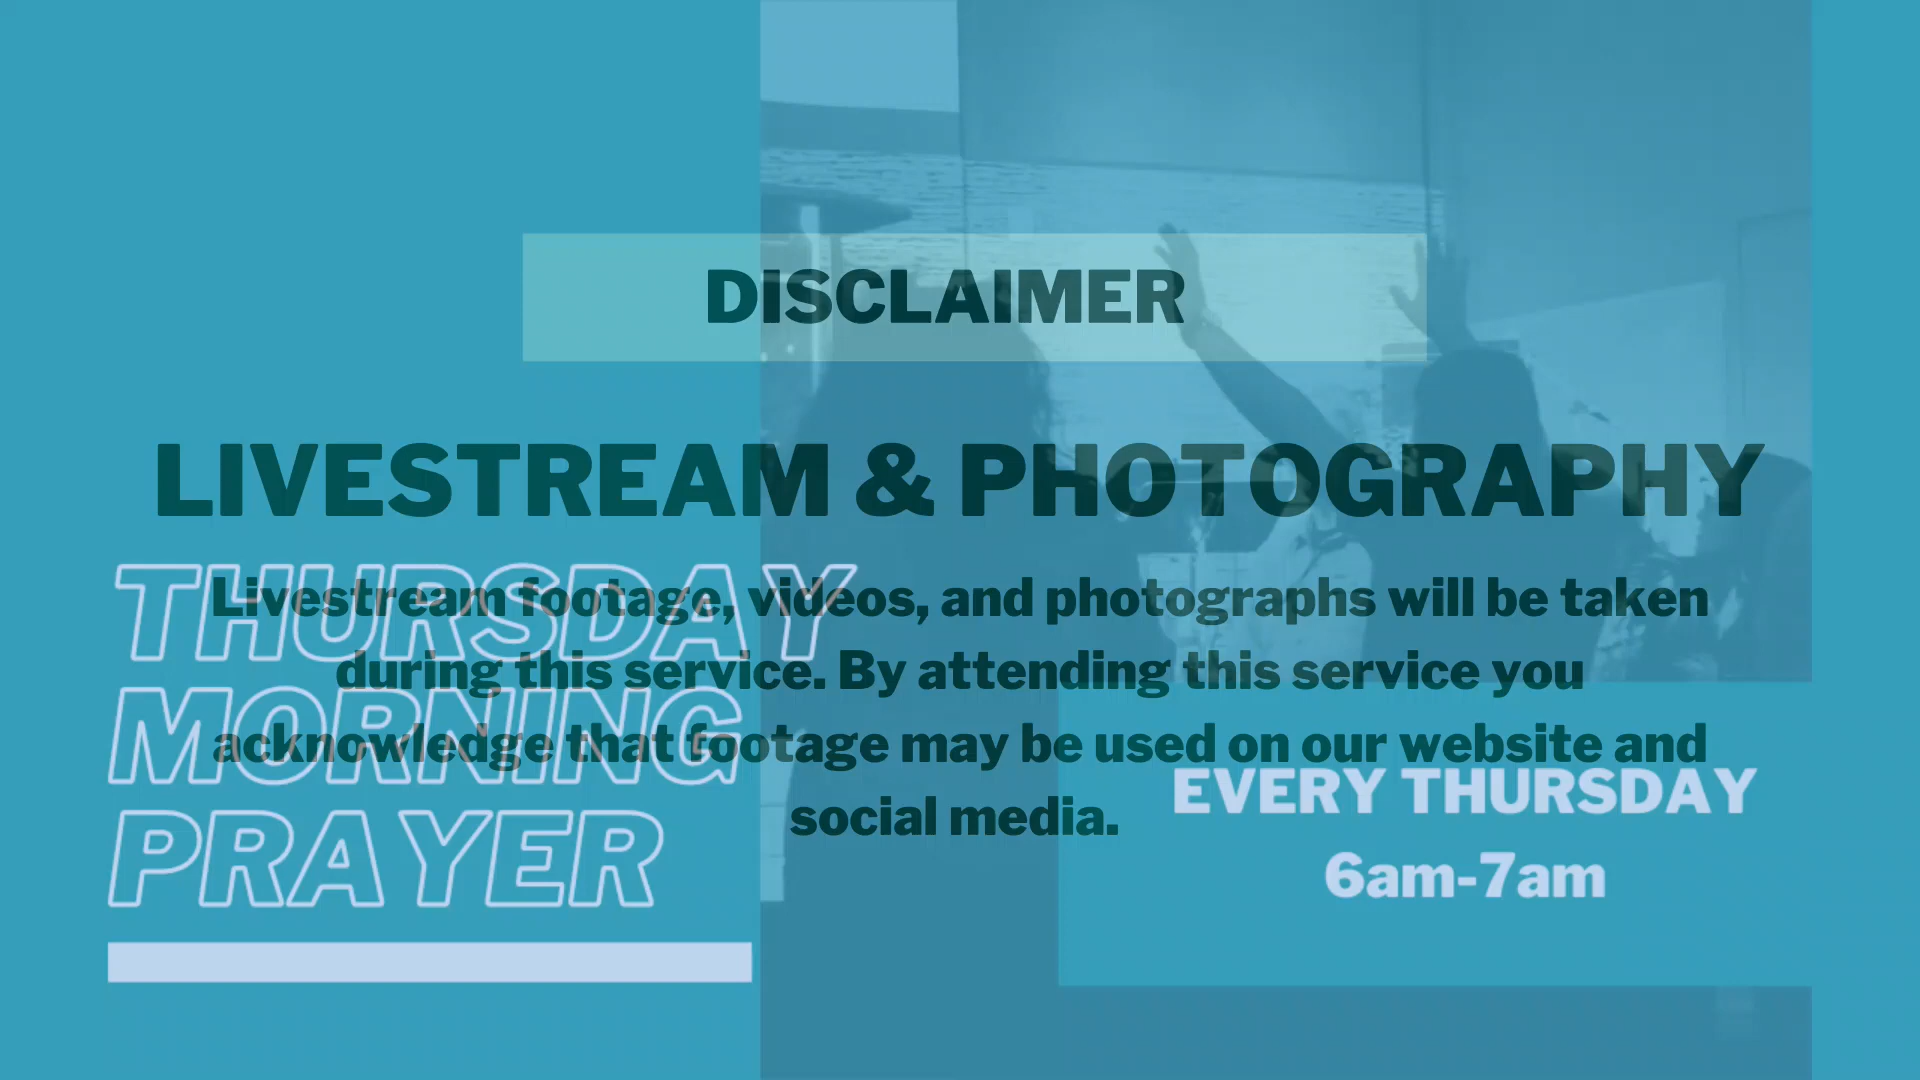 DISCLAIMER
LIVESTREAM & PHOTOGRAPHY
Livestream footage, videos, and photographs will be taken
during this service. By attending this service you
acknowledge that footage may be used on our website and
social media.
THURSDAY
MORNING
PRAYER
EVERY THURSDAY
6am-7am